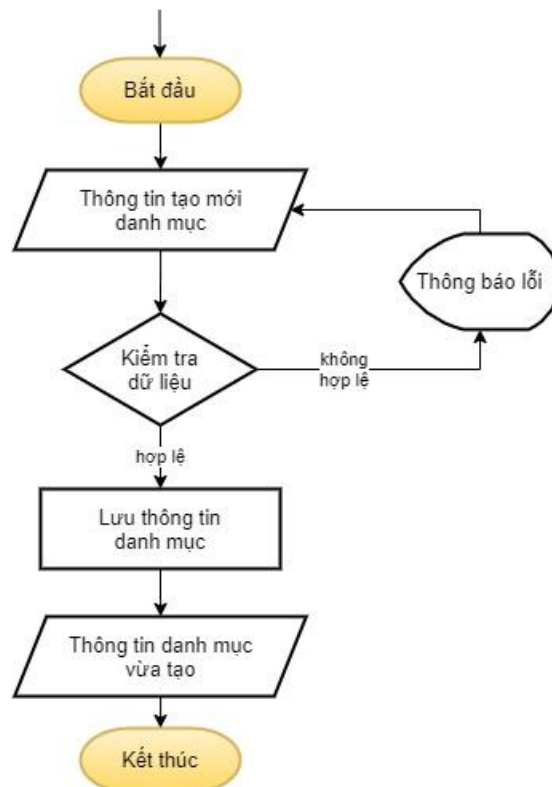 Bắt đầu
Thông tin tạo mới
danh mục
Thông báo lỗi
Kiểm tra
dữ liệu
không
hợp lệ
hợp lệ
Lưu thông tin
danh mục
Thông tin danh mục
vừa tạo
Kết thúc